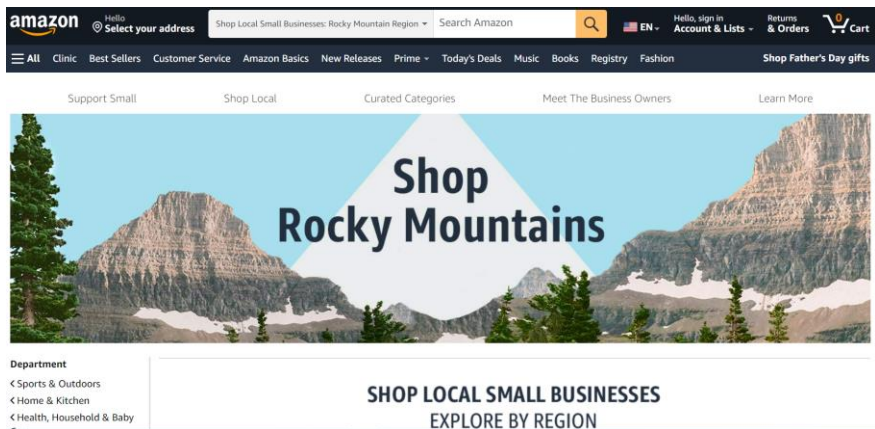 amazon
Hello
Select your address
Shop Local Small Businesses: Rocky Mountain Region
Search Amazon
EN
Hello, sign in
Account & Lists
Returns
& Orders
0
Cart
All
Clinic
Best Sellers
Customer Service
Amazon Basics
New Releases
Prime
Today's Deals
Music
Books
Registry
Fashion
Shop Father's Day gifts
Support Small
Shop Local
Curated Categories
Meet The Business Owners
Learn More
Shop
Rocky Mountains
Department
Sports & Outdoors
Home & Kitchen
Health, Household & Baby
SHOP LOCAL SMALL BUSINESSES
EXPLORE BY REGION